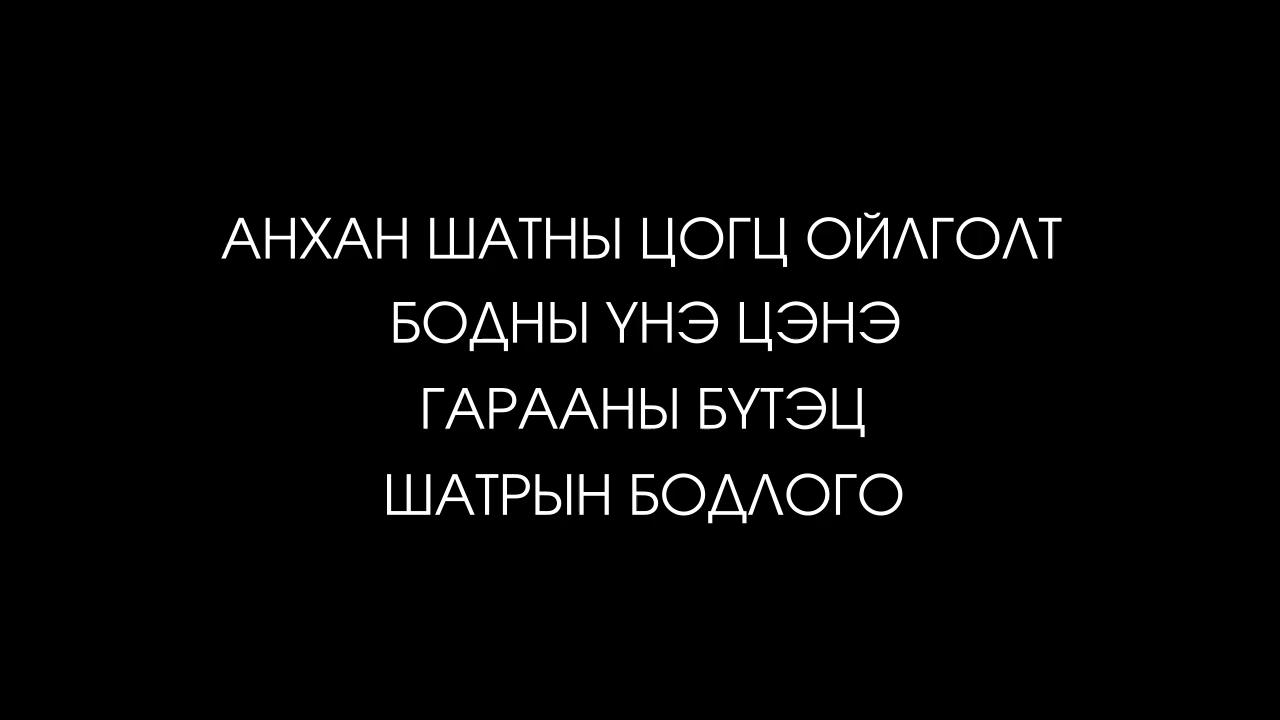 АНХАН ШАТНЫ ЦОГЦ ОЙЛГОЛТ
БОДНЫ ҮНЭ ЦЭНЭ
ГАРААНЫ БҮТЭЦ
ШАТРЫН БОДЛОГО